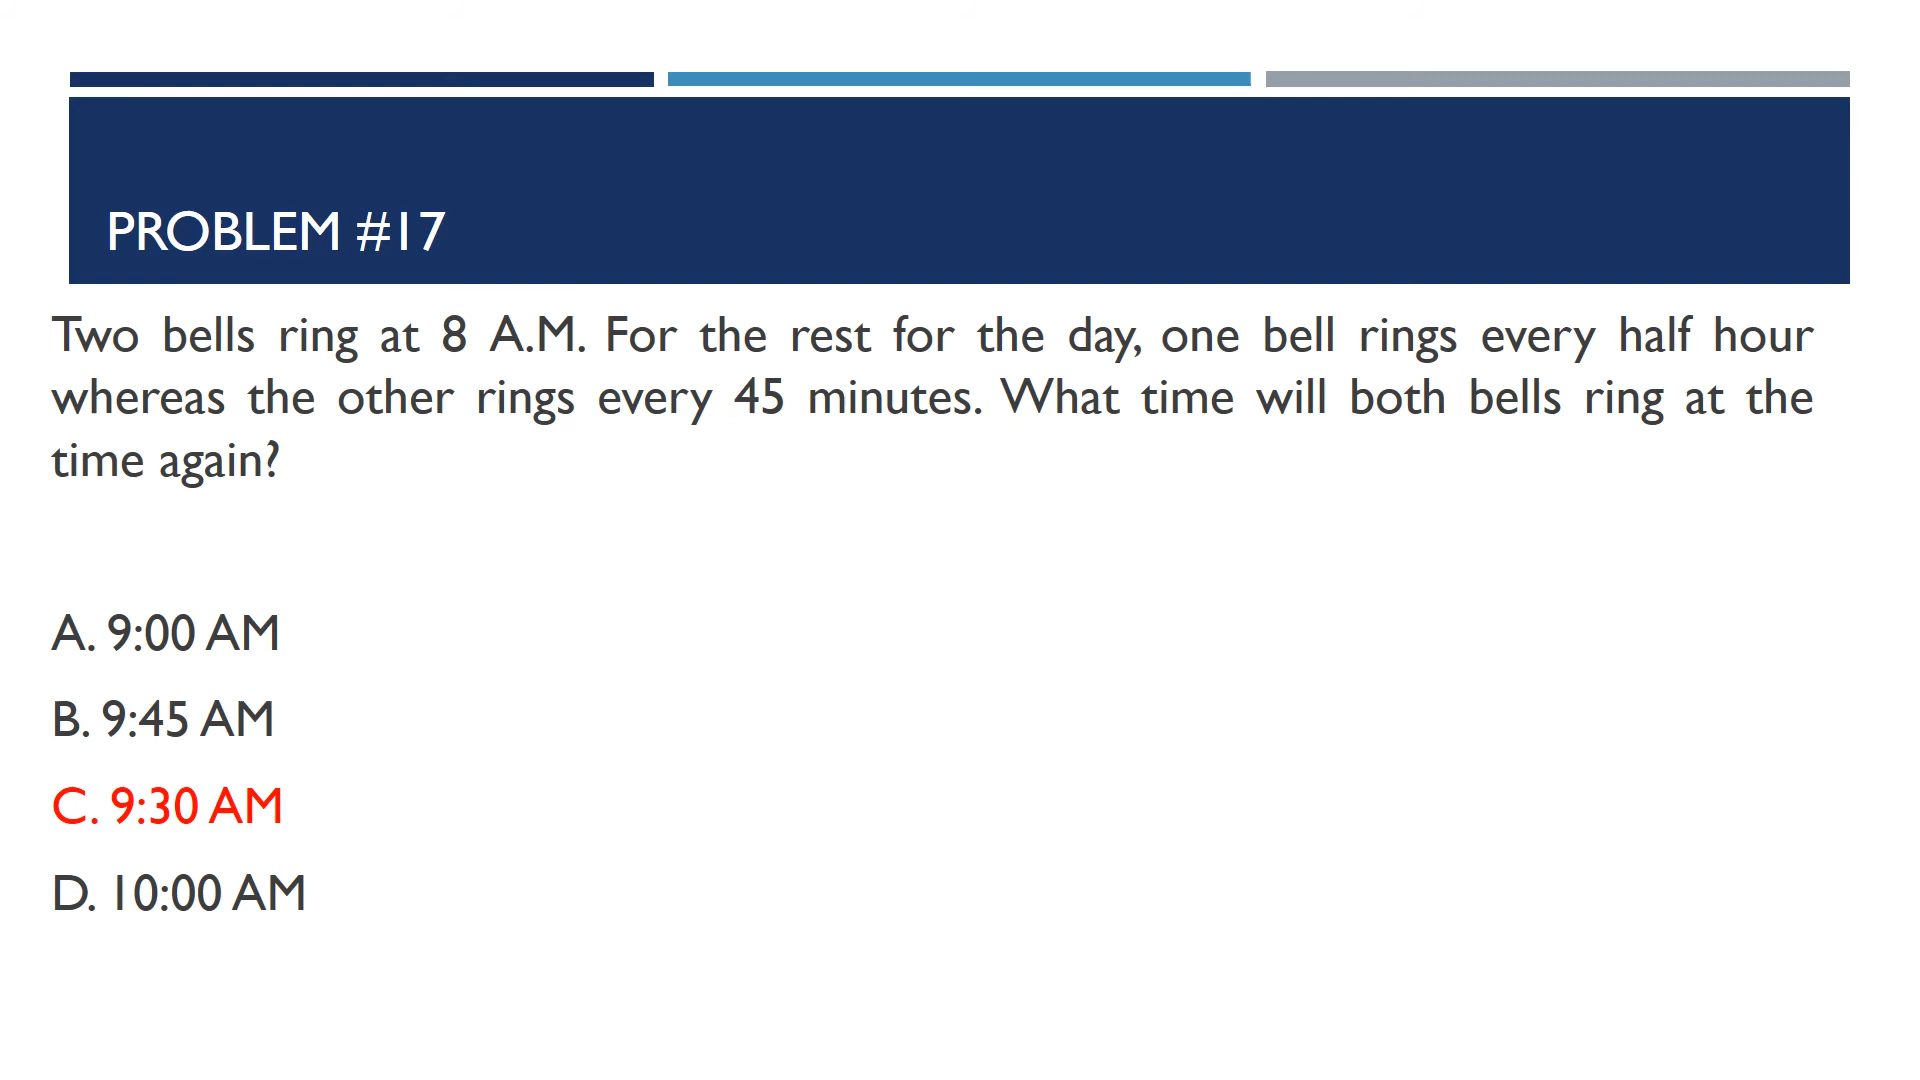 PROBLEM #17
Two bells ring at 8 A.M. For the rest for the day, one bell rings every half hour
whereas the other rings every 45 minutes. What time will both bells ring at the
time again?
A. 9:00 AM
B. 9:45 AM
C. 9:30 AM
D. 10:00 AM